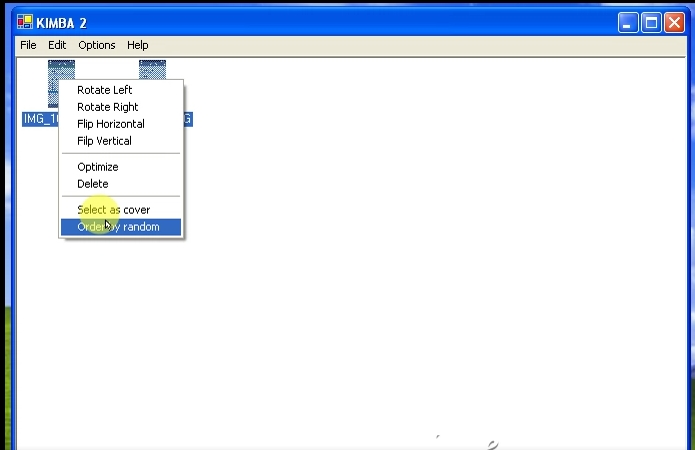 KIMBA 2
File Edit Options Help
Rotate Left
Rotate Right
Flip Horizontal
Filp Vertical
Optimize
Delete
Select as cover
Order by random